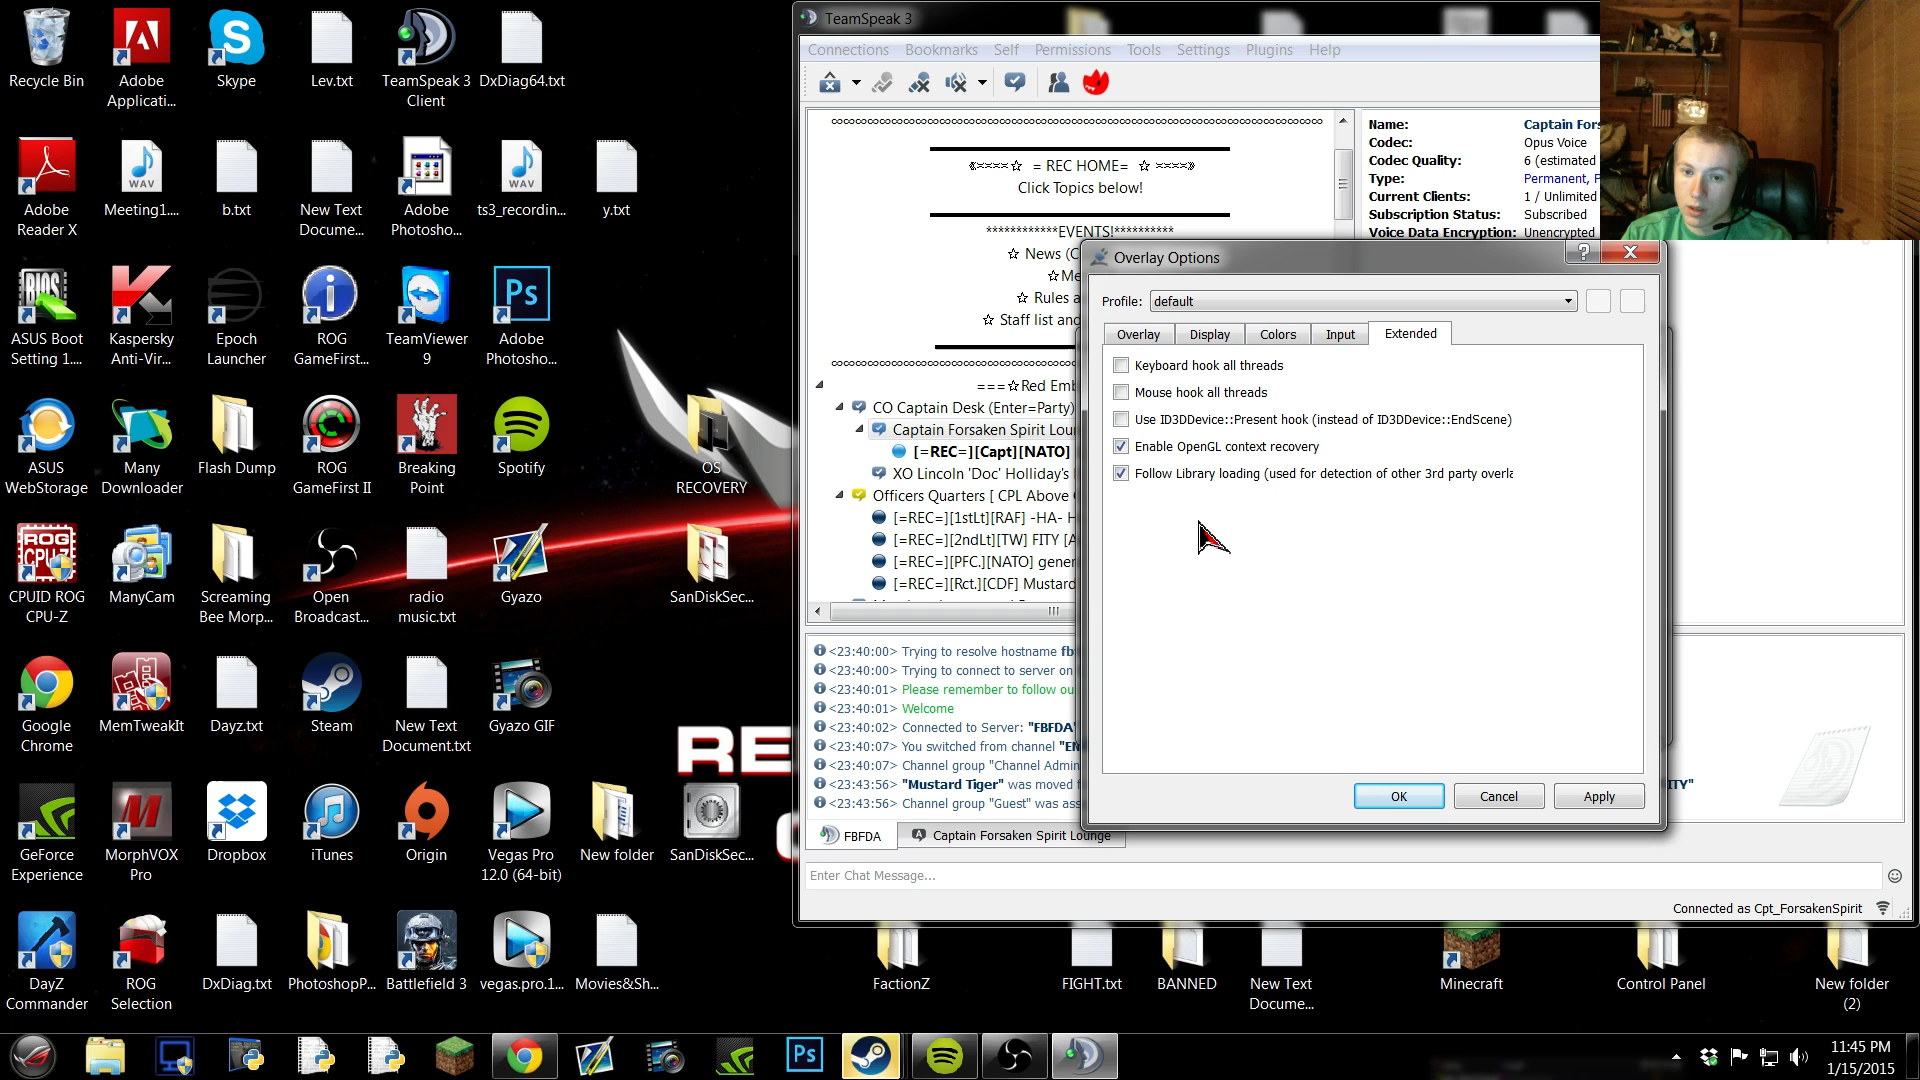 Recycle Bin
Adobe
Applicati...
Skype
Lev.txt
TeamSpeak 3
Client
DxDiag64.txt
Adobe
Reader X
Meeting1....
b.txt
New Text
Docume...
Adobe
Photosho...
ts3_recordin...
y.txt
ASUS Boot
Setting 1....
Kaspersky
Anti-Vir...
Epoch
Launcher
ROG
GameFirst...
TeamViewer
9
Adobe
Photosho...
ASUS
WebStorage
Many
Downloader
Flash Dump
ROG
GameFirst II
Breaking
Point
Spotify
OS
RECOVERY
CPUID ROG
CPU-Z
ManyCam
Screaming
Bee Morp...
Open
Broadcast...
radio
music.txt
Gyazo
SanDiskSec...
Google
Chrome
MemTweakIt
Dayz.txt
Steam
New Text
Document.txt
Gyazo GIF
RE
GeForce
Experience
MorphVOX
Pro
Dropbox
iTunes
Origin
Vegas Pro
12.0 (64-bit)
New folder
SanDiskSec...
DayZ
Commander
ROG
Selection
DxDiag.txt
PhotoshopP...
Battlefield 3
vegas.pro.1...
Movies&Sh...
FactionZ
FIGHT.txt
BANNED
New Text
Docume...
Minecraft
Control Panel
New folder
(2)
TeamSpeak 3
Connections Bookmarks Self Permissions Tools Settings Plugins Help
☆ = REC HOME= ☆
Click Topics below!
************EVENTS!**********
☆ News (C
☆Me
☆ Rules a
☆ Staff list and
===☆Red Emb
CO Captain Desk (Enter=Party)
Captain Forsaken Spirit Lour
[=REC=][Capt][NATO]
XO Lincoln 'Doc' Holliday's
Officers Quarters [ CPL Above
[=REC=][1stLt][RAF] -HA- H
[=REC=][2ndLt][TW] FITY [A
[=REC=][PFC.][NATO] gener
[=REC=][Rct.][CDF] Mustard
Name: Captain Fors
Codec: Opus Voice
Codec Quality: 6 (estimated
Type: Permanent, P
Current Clients: 1 / Unlimited
Subscription Status: Subscribed
Voice Data Encryption: Unencrypted
Overlay Options
Profile: default
Overlay Display Colors Input Extended
Keyboard hook all threads
Mouse hook all threads
Use ID3DDevice::Present hook (instead of ID3DDevice::EndScene)
Enable OpenGL context recovery
Follow Library loading (used for detection of other 3rd party overla
OK Cancel Apply
<23:40:00> Trying to resolve hostname fb
<23:40:00> Trying to connect to server on
<23:40:01> Please remember to follow ou
<23:40:01> Welcome
<23:40:02> Connected to Server: "FBFDA"
<23:40:07> You switched from channel "EN
<23:40:07> Channel group "Channel Admin
<23:43:56> "Mustard Tiger" was moved f
ITY"
<23:43:56> Channel group "Guest" was ass
FBFDA
Captain Forsaken Spirit Lounge
Enter Chat Message...
Connected as Cpt_ForsakenSpirit
11:45 PM
1/15/2015